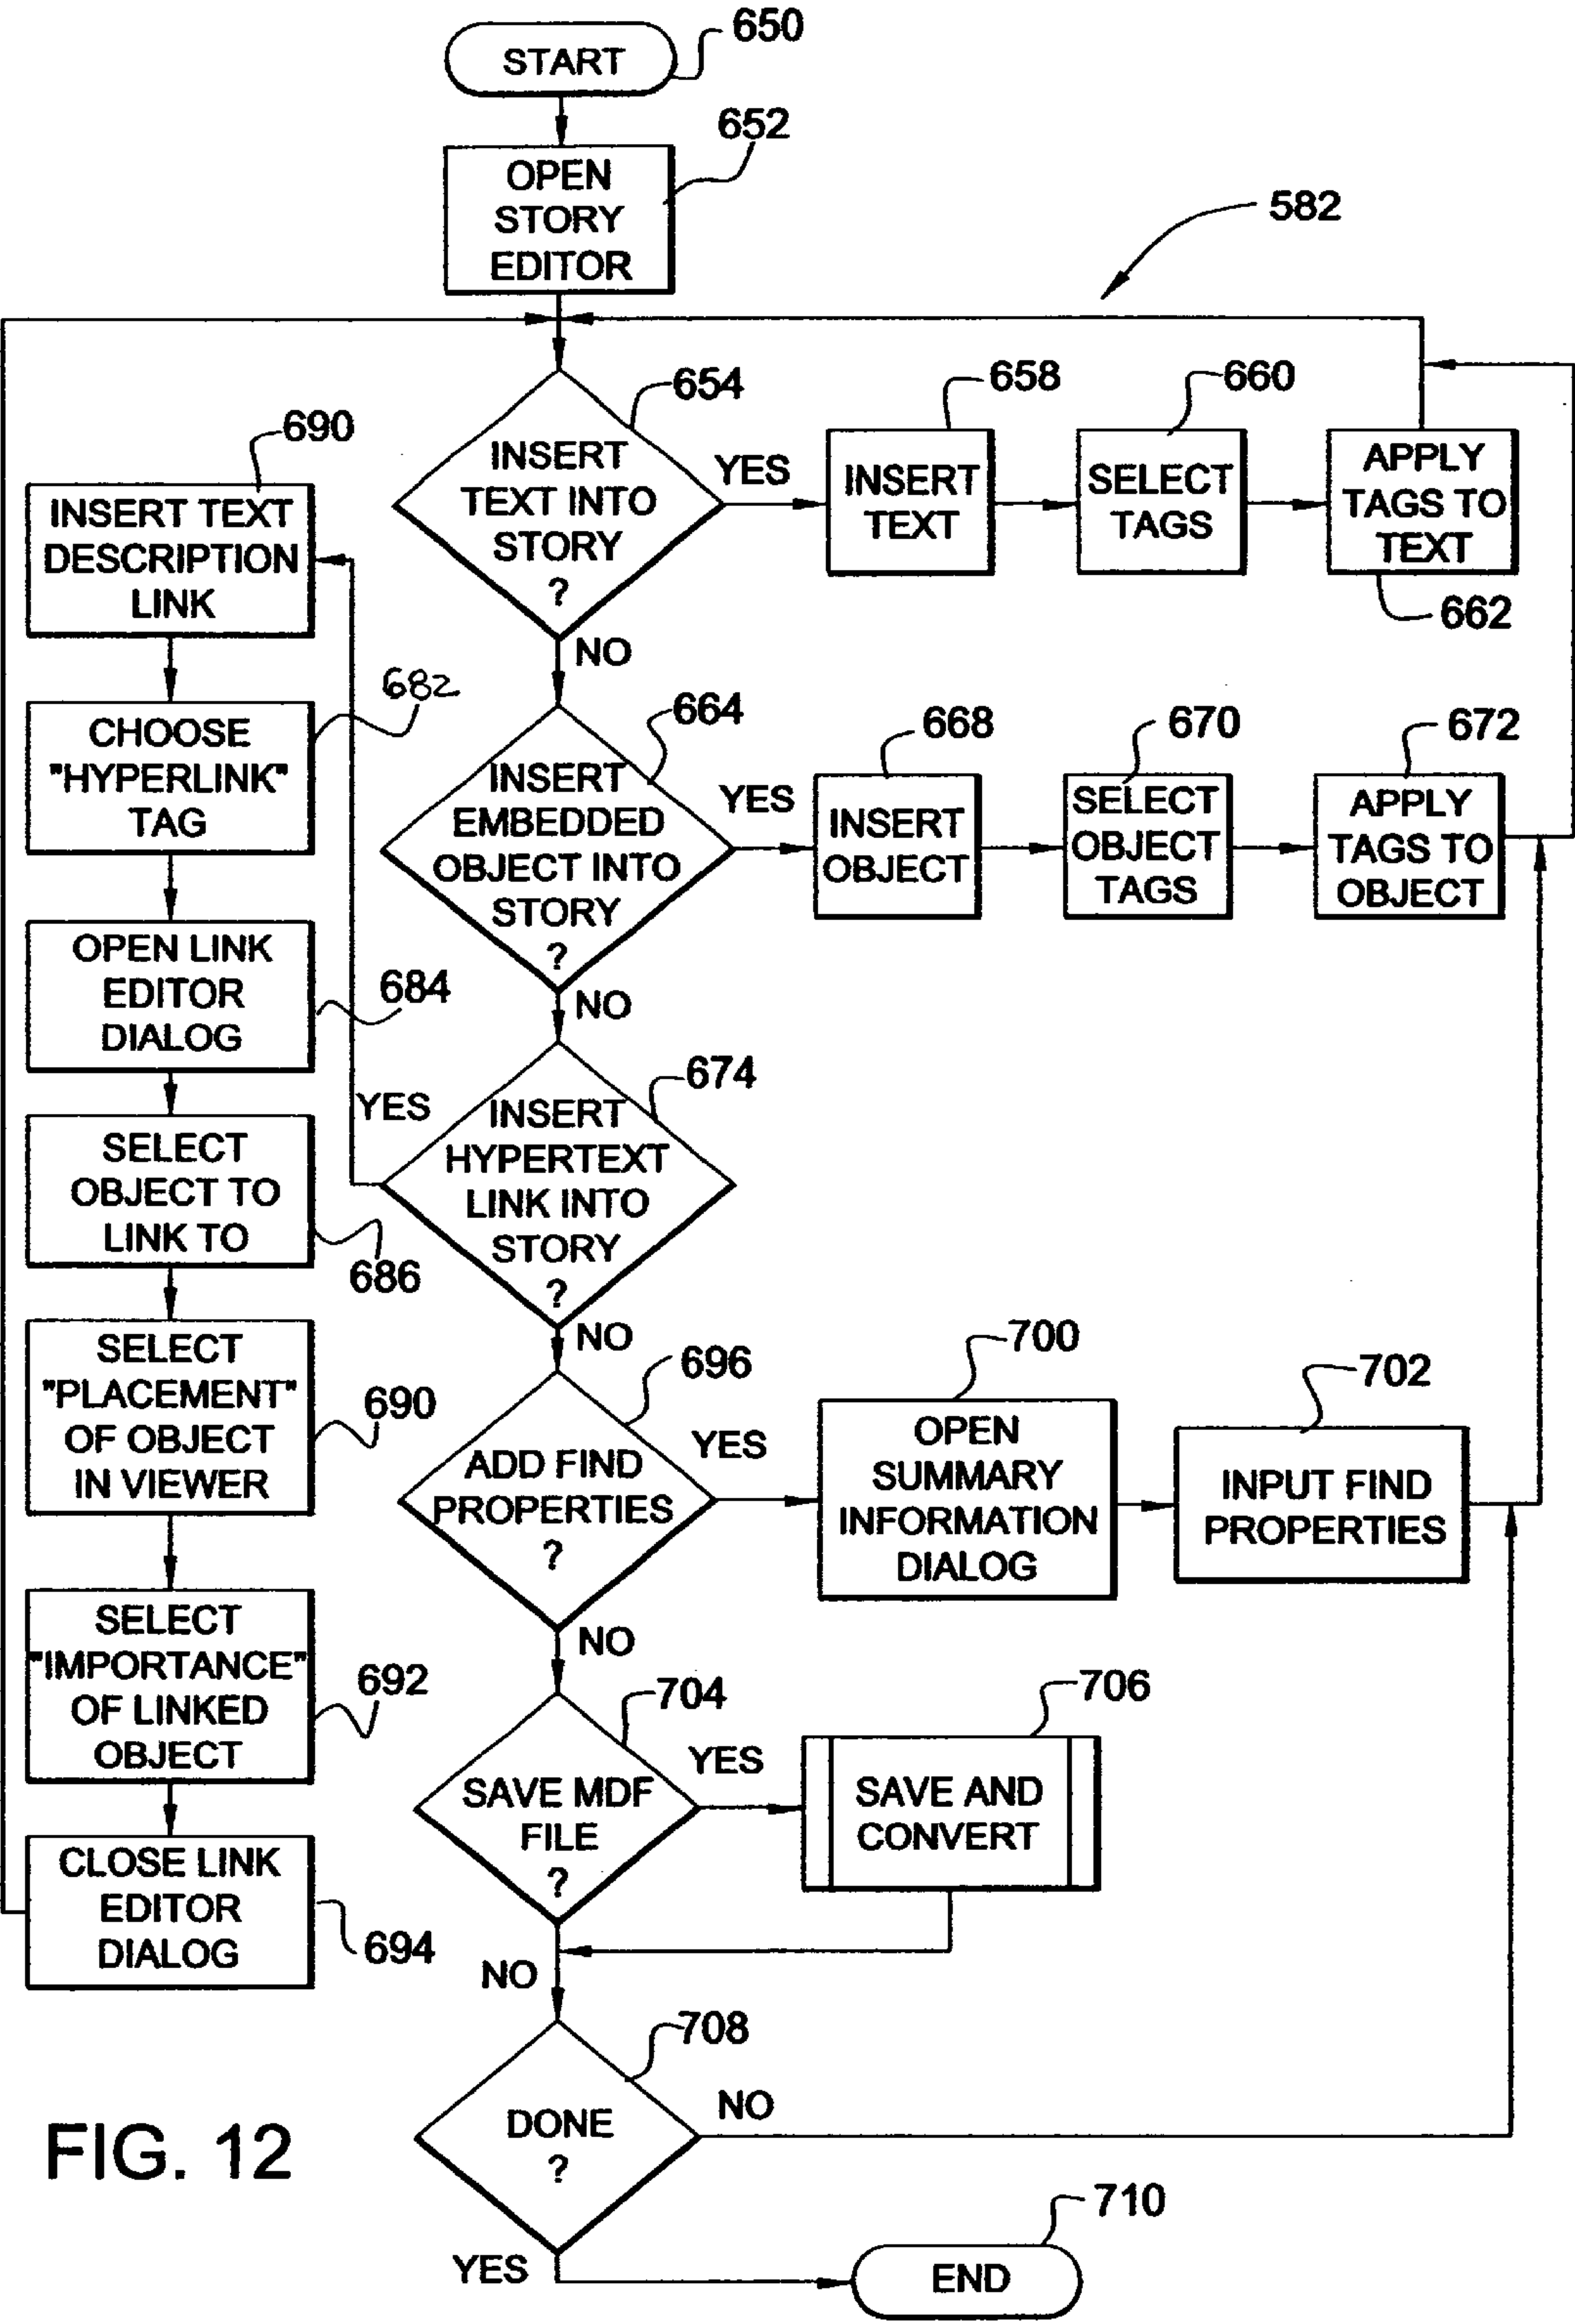 650
START
652
OPEN
STORY
EDITOR
582
654
INSERT
TEXT INTO
STORY
?
YES
658
INSERT
TEXT
660
SELECT
TAGS
APPLY
TAGS TO
TEXT
662
NO
664
INSERT
EMBEDDED
OBJECT INTO
STORY
?
YES
668
INSERT
OBJECT
670
SELECT
OBJECT
TAGS
672
APPLY
TAGS TO
OBJECT
NO
674
INSERT
HYPERTEXT
LINK INTO
STORY
?
YES
690
INSERT TEXT
DESCRIPTION
LINK
682
CHOOSE
"HYPERLINK"
TAG
OPEN LINK
EDITOR
DIALOG
684
SELECT
OBJECT TO
LINK TO
686
SELECT
"PLACEMENT"
OF OBJECT
IN VIEWER
690
SELECT
"IMPORTANCE"
OF LINKED
OBJECT
692
CLOSE LINK
EDITOR
DIALOG
694
NO
696
ADD FIND
PROPERTIES
?
YES
700
OPEN
SUMMARY
INFORMATION
DIALOG
702
INPUT FIND
PROPERTIES
NO
704
SAVE MDF
FILE
?
YES
706
SAVE AND
CONVERT
NO
708
DONE
?
NO
YES
710
END
FIG. 12